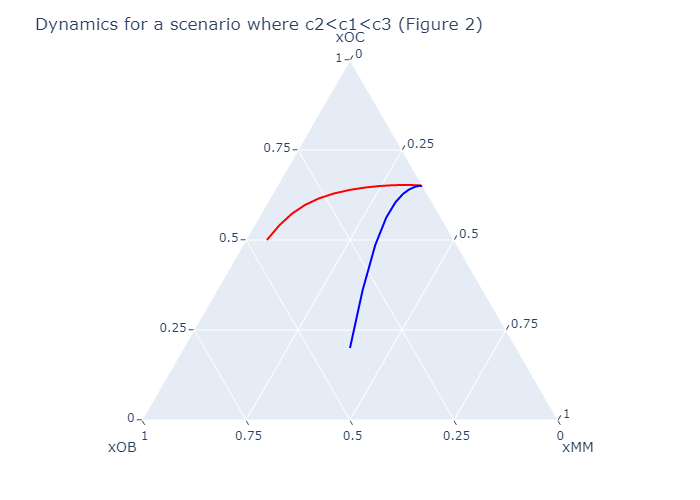 Dynamics for a scenario where c2<c1<c3 (Figure 2)
xOC
1 0
0.75 0.25
0.5 0.5
0.25 0.75
0 1
1 0.75 0.5 0.25 0
xOB xMM